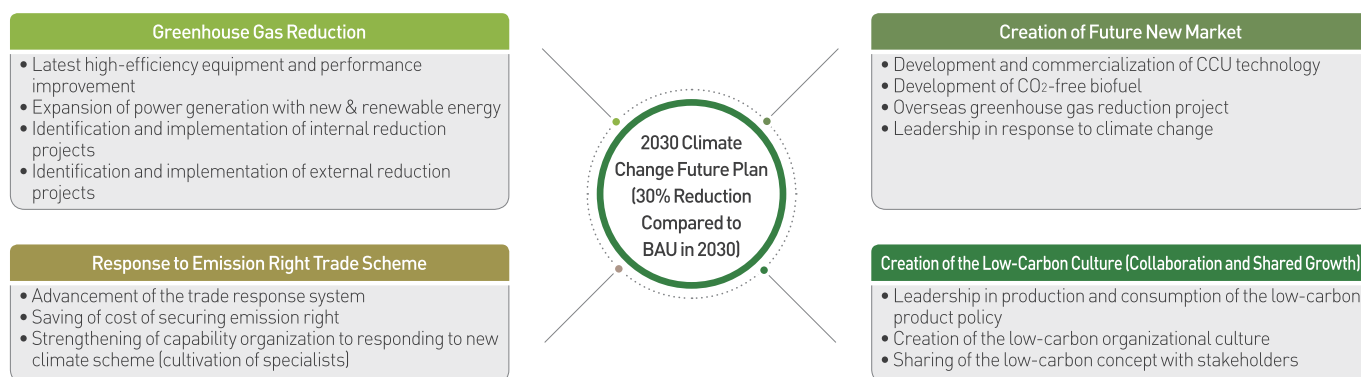 Greenhouse Gas Reduction
• Latest high-efficiency equipment and performance
improvement
• Expansion of power generation with new & renewable energy
• Identification and implementation of internal reduction
projects
• Identification and implementation of external reduction
projects
Creation of Future New Market
• Development and commercialization of CCU technology
• Development of CO2-free biofuel
• Overseas greenhouse gas reduction project
• Leadership in response to climate change
2030 Climate
Change Future Plan
(30% Reduction
Compared to
BAU in 2030)
Response to Emission Right Trade Scheme
• Advancement of the trade response system
• Saving of cost of securing emission right
• Strengthening of capability organization to responding to new
climate scheme (cultivation of specialists)
Creation of the Low-Carbon Culture (Collaboration and Shared Growth)
• Leadership in production and consumption of the low-carbon
product policy
• Creation of the low-carbon organizational culture
• Sharing of the low-carbon concept with stakeholders